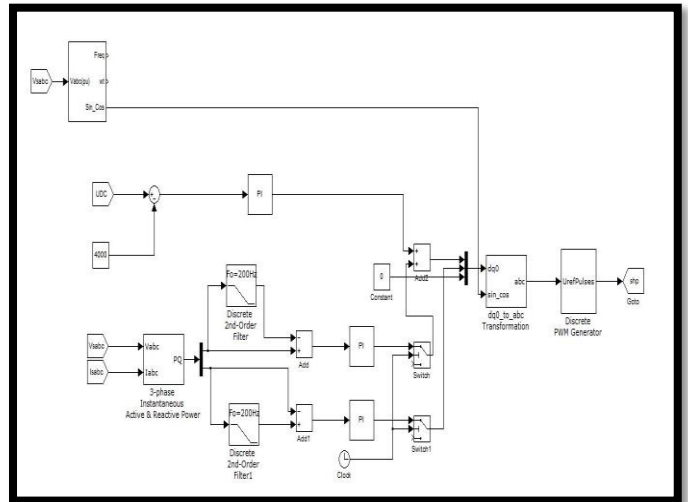 Freq
Vsabc
Vabc(pu)
wt
Sin_Cos
UDC
+
-
PI
4000
Fo=200Hz
Discrete
2nd-Order
Filter
+
+
Add2
0
Constant
dq0
abc
sin_cos
dq0_to_abc
Transformation
UrefPulses
Discrete
PWM Generator
shp
Goto
Vsabc
Isabc
Vabc
Iabc
PQ
3-phase
Instantaneous
Active & Reactive Power
-
+
Add
PI
Switch
Fo=200Hz
Discrete
2nd-Order
Filter1
-
+
Add1
PI
Switch1
Clock